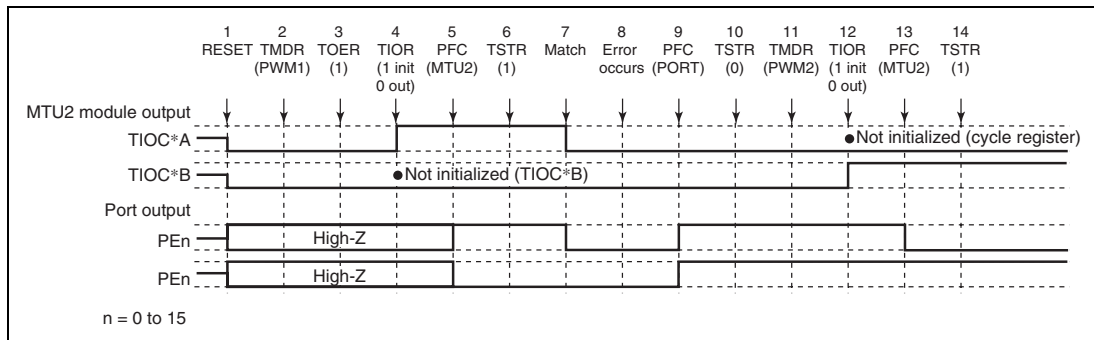 1 2 3 4 5 6 7 8 9 10 11 12 13 14
RESET TMDR TOER TIOR PFC TSTR Match Error PFC TSTR TMDR TIOR PFC TSTR
(PWM1) (1) (1 init (MTU2) (1) occurs (PORT) (0) (PWM2) (1 init (MTU2) (1)
0 out) 0 out)
MTU2 module output
TIOC*A ●Not initialized (cycle register)
TIOC*B ●Not initialized (TIOC*B)
Port output
PEn High-Z
PEn High-Z
n = 0 to 15